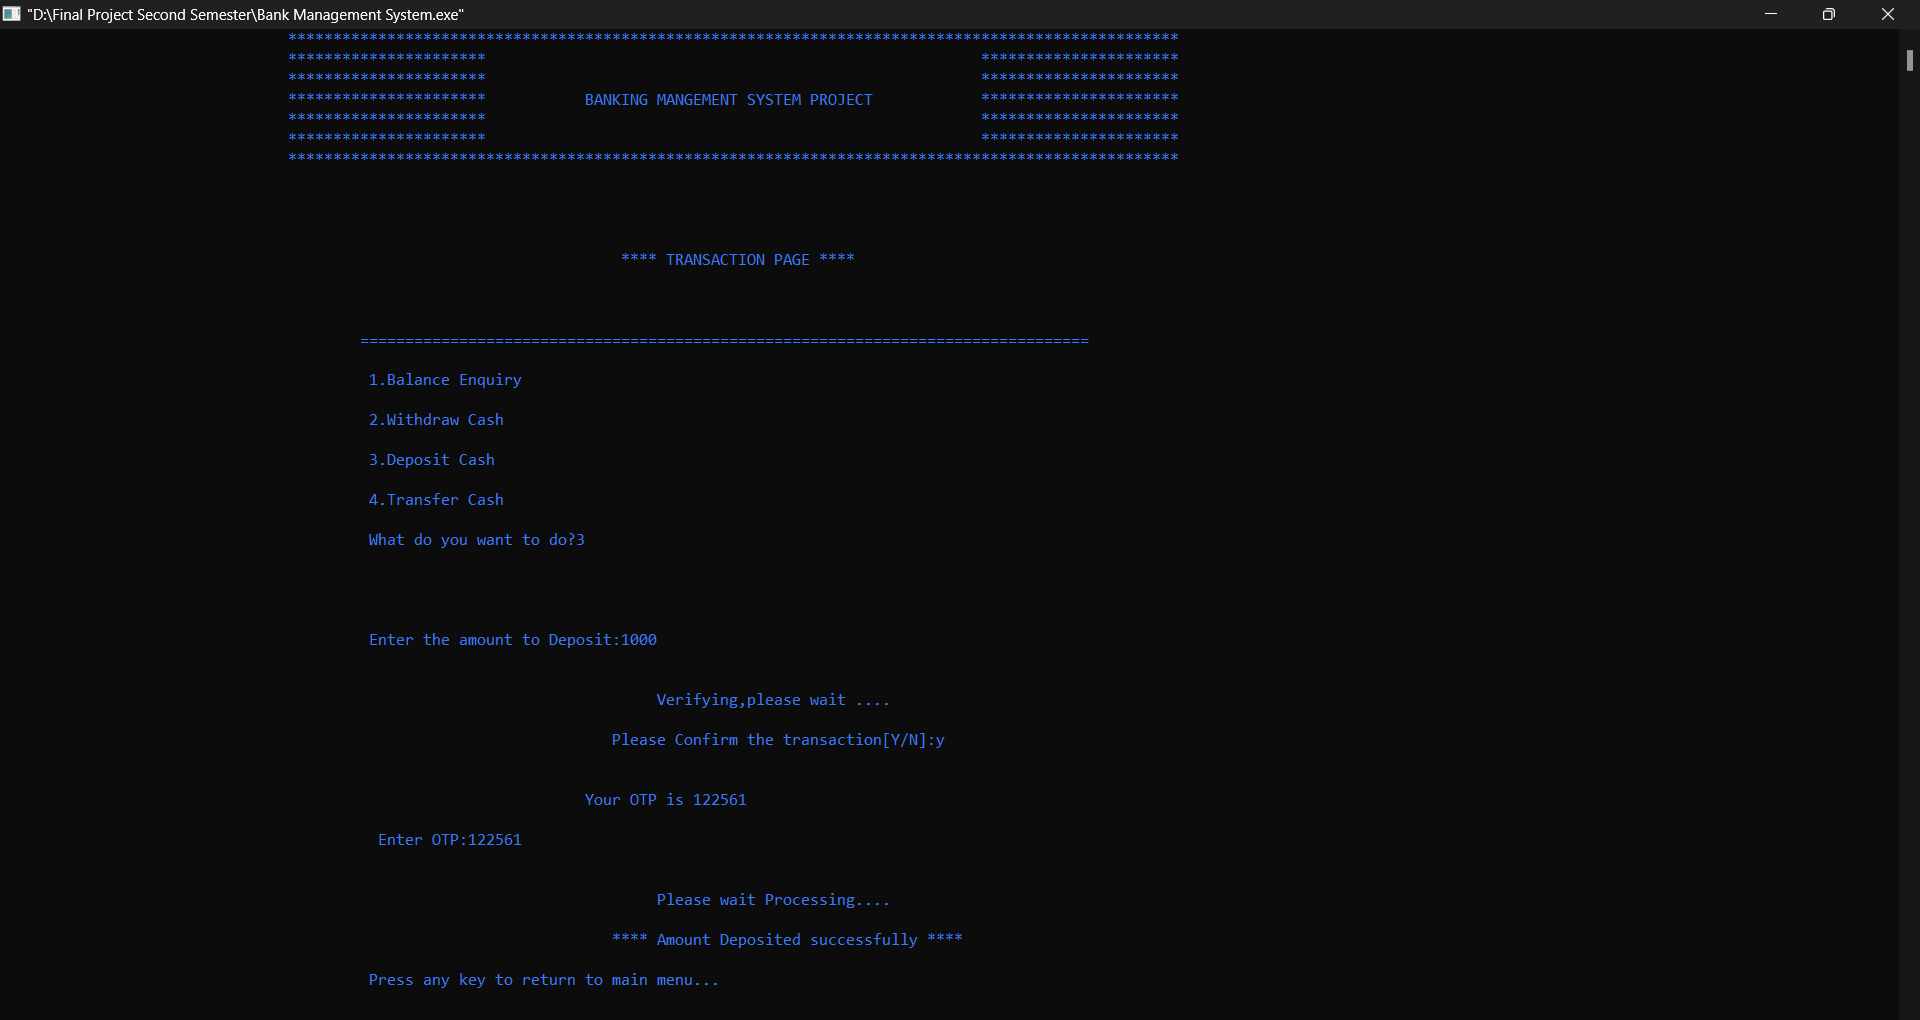 "D:\Final Project Second Semester\Bank Management System.exe"
***************************************************************************************************
********************** **********************
********************** **********************
********************** BANKING MANGEMENT SYSTEM PROJECT **********************
********************** **********************
********************** **********************
***************************************************************************************************
**** TRANSACTION PAGE ****
=================================================================================
1.Balance Enquiry
2.Withdraw Cash
3.Deposit Cash
4.Transfer Cash
What do you want to do?3
Enter the amount to Deposit:1000
Verifying,please wait ....
Please Confirm the transaction[Y/N]:y
Your OTP is 122561
Enter OTP:122561
Please wait Processing....
**** Amount Deposited successfully ****
Press any key to return to main menu...